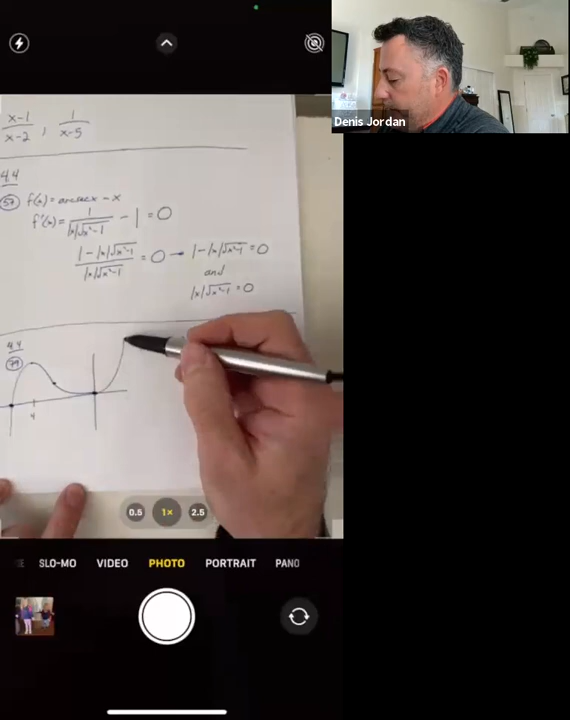 Denis Jordan
x-1/x-2 , 1/x-5
4.4
57 f(x) = arcsec x - x
f'(x) = 1/|x|√x²-1 - 1 = 0
1 - |x|√x²-1 / |x|√x²-1 = 0 → 1 - |x|√x²-1 = 0
and
|x|√x²-1 = 0
4.4
79
4
0.5 1× 2.5
SLO-MO VIDEO PHOTO PORTRAIT PANO